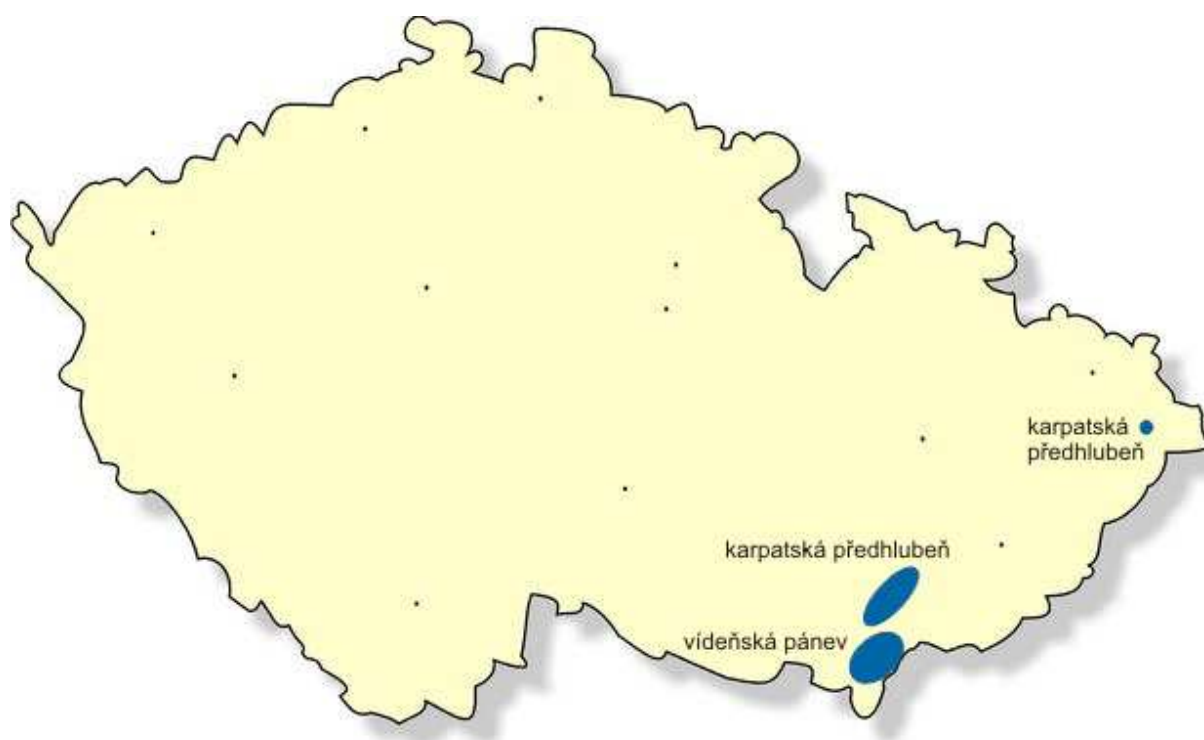 karpatská
předhlubeň
karpatská předhlubeň
vídeňská pánev